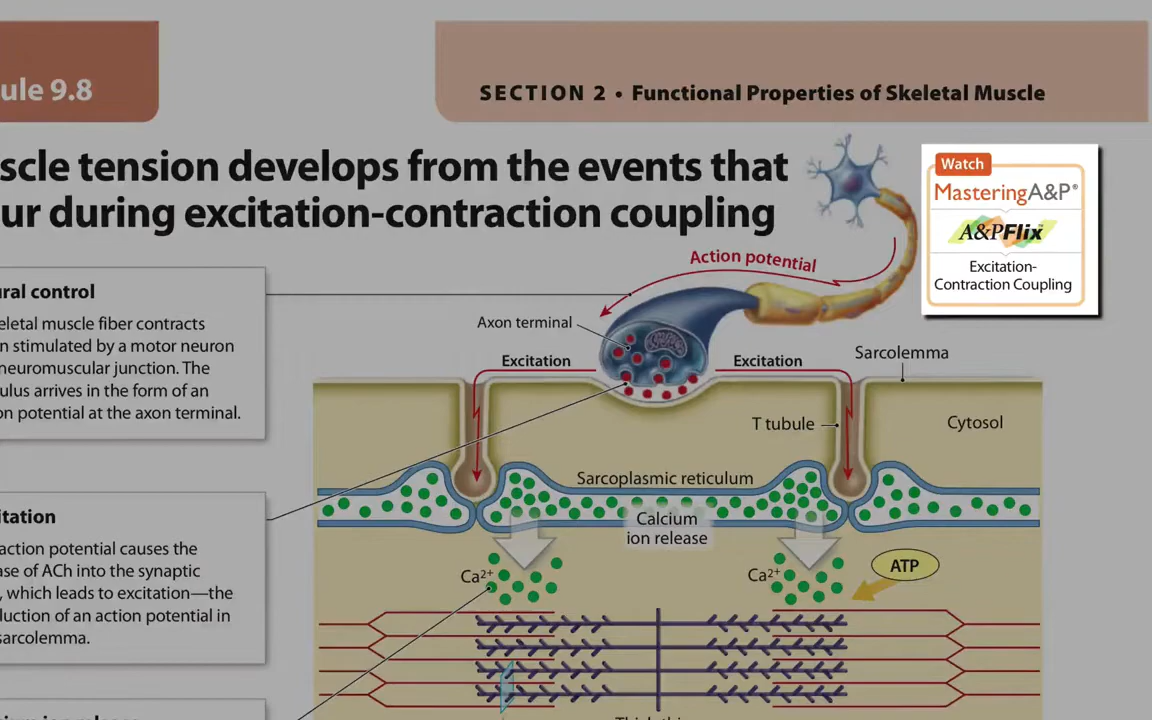 ule 9.8
SECTION 2 • Functional Properties of Skeletal Muscle
scle tension develops from the events that
ur during excitation-contraction coupling
Watch
MasteringA&P®
A&PFlix™
Excitation-
Contraction Coupling
Action potential
ural control
eletal muscle fiber contracts
n stimulated by a motor neuron
neuromuscular junction. The
ulus arrives in the form of an
on potential at the axon terminal.
Axon terminal
Excitation
Excitation
Sarcolemma
T tubule
Cytosol
Sarcoplasmic reticulum
Calcium
ion release
itation
action potential causes the
ase of ACh into the synaptic
, which leads to excitation—the
duction of an action potential in
sarcolemma.
Ca²⁺
Ca²⁺
ATP